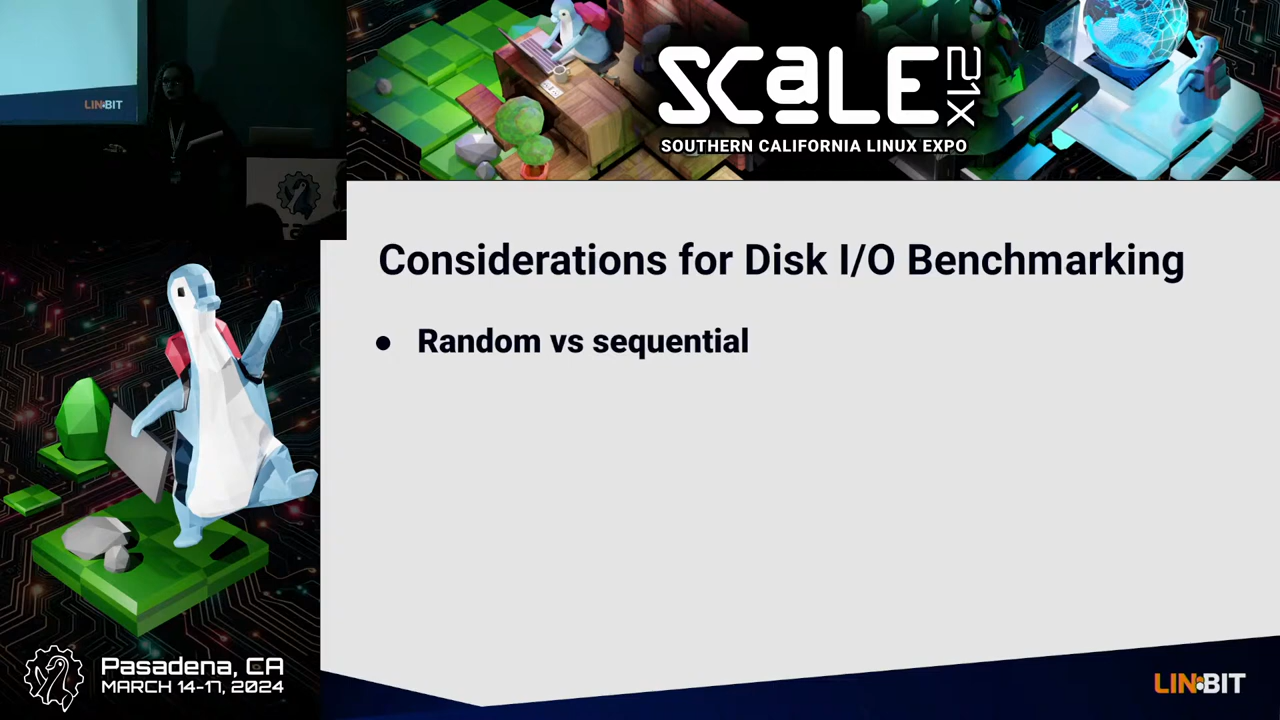 LINBIT
SCALE 21X
SOUTHERN CALIFORNIA LINUX EXPO
Considerations for Disk I/O Benchmarking
● Random vs sequential
Pasadena, CA
MARCH 14-17, 2024
LINBIT